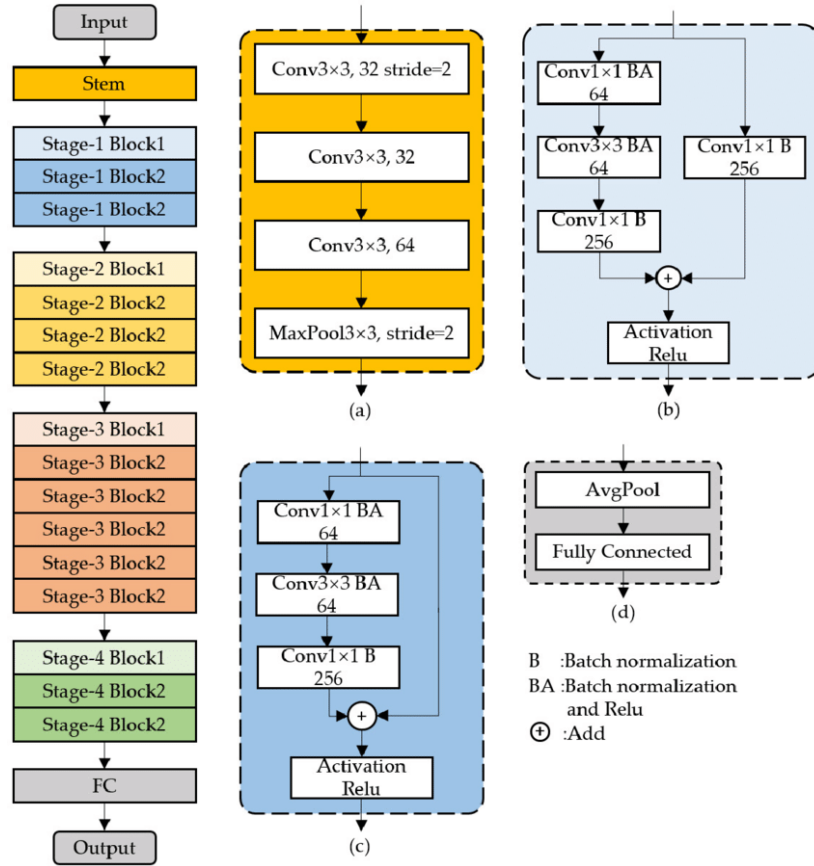 Input
Stem
Stage-1 Block1
Stage-1 Block2
Stage-1 Block2
Stage-2 Block1
Stage-2 Block2
Stage-2 Block2
Stage-2 Block2
Stage-3 Block1
Stage-3 Block2
Stage-3 Block2
Stage-3 Block2
Stage-3 Block2
Stage-3 Block2
Stage-4 Block1
Stage-4 Block2
Stage-4 Block2
FC
Output
Conv3×3, 32 stride=2
Conv3×3, 32
Conv3×3, 64
MaxPool3×3, stride=2
(a)
Conv1×1 BA
64
Conv3×3 BA
64
Conv1×1 B
256
Conv1×1 B
256
+
Activation
Relu
(b)
Conv1×1 BA
64
Conv3×3 BA
64
Conv1×1 B
256
+
Activation
Relu
(c)
AvgPool
Fully Connected
(d)
B :Batch normalization
BA :Batch normalization
and Relu
+ :Add